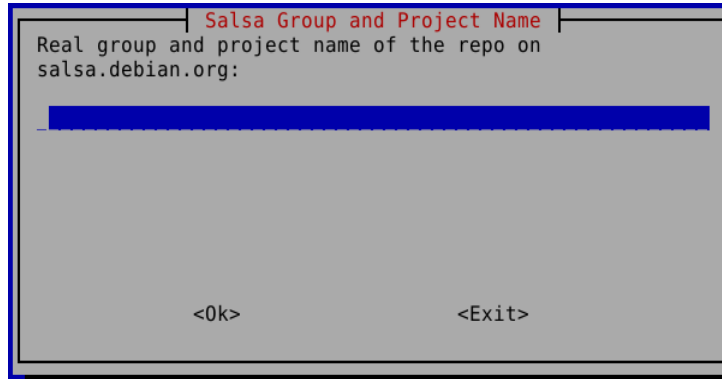 Salsa Group and Project Name
Real group and project name of the repo on
salsa.debian.org:
<Ok> <Exit>